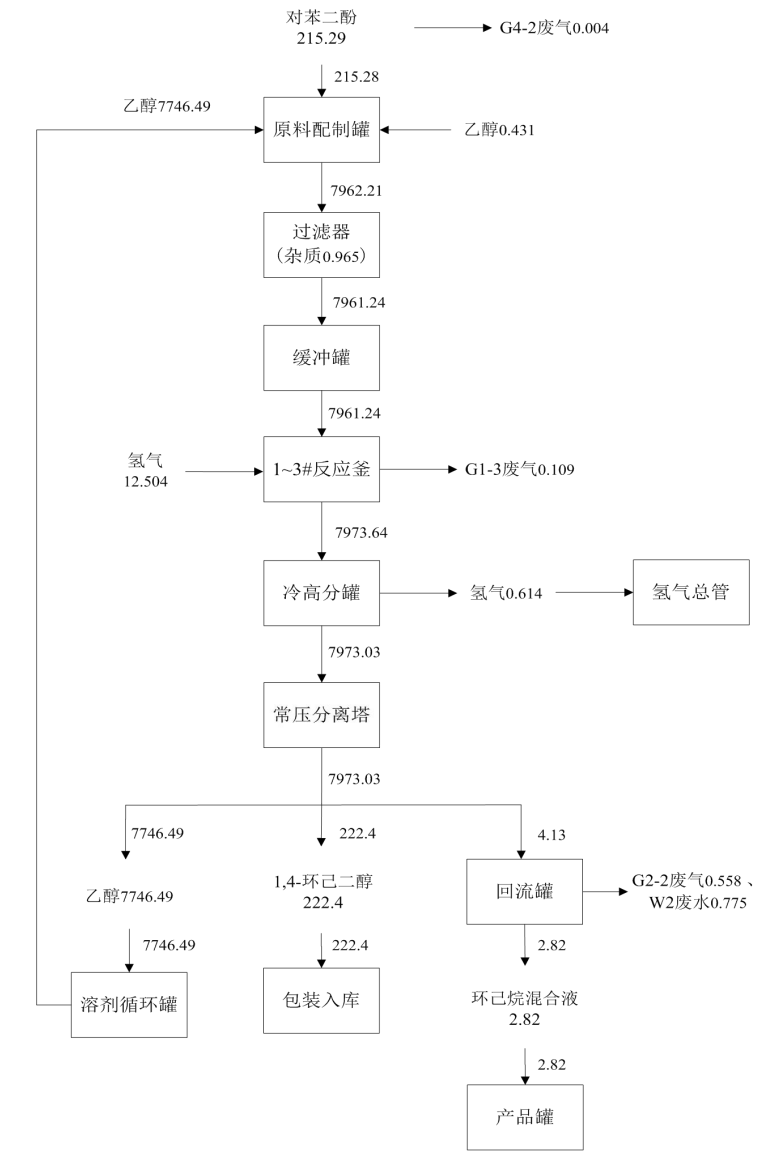 对苯二酚
215.29
G4-2废气0.004
215.28
乙醇7746.49
原料配制罐
乙醇0.431
7962.21
过滤器
（杂质0.965）
7961.24
缓冲罐
7961.24
氢气
12.504
1~3#反应釜
G1-3废气0.109
7973.64
冷高分罐
氢气0.614
氢气总管
7973.03
常压分离塔
7973.03
7746.49
222.4
4.13
乙醇7746.49
1,4-环己二醇
222.4
回流罐
G2-2废气0.558、
W2废水0.775
7746.49
222.4
2.82
溶剂循环罐
包装入库
环己烷混合液
2.82
2.82
产品罐